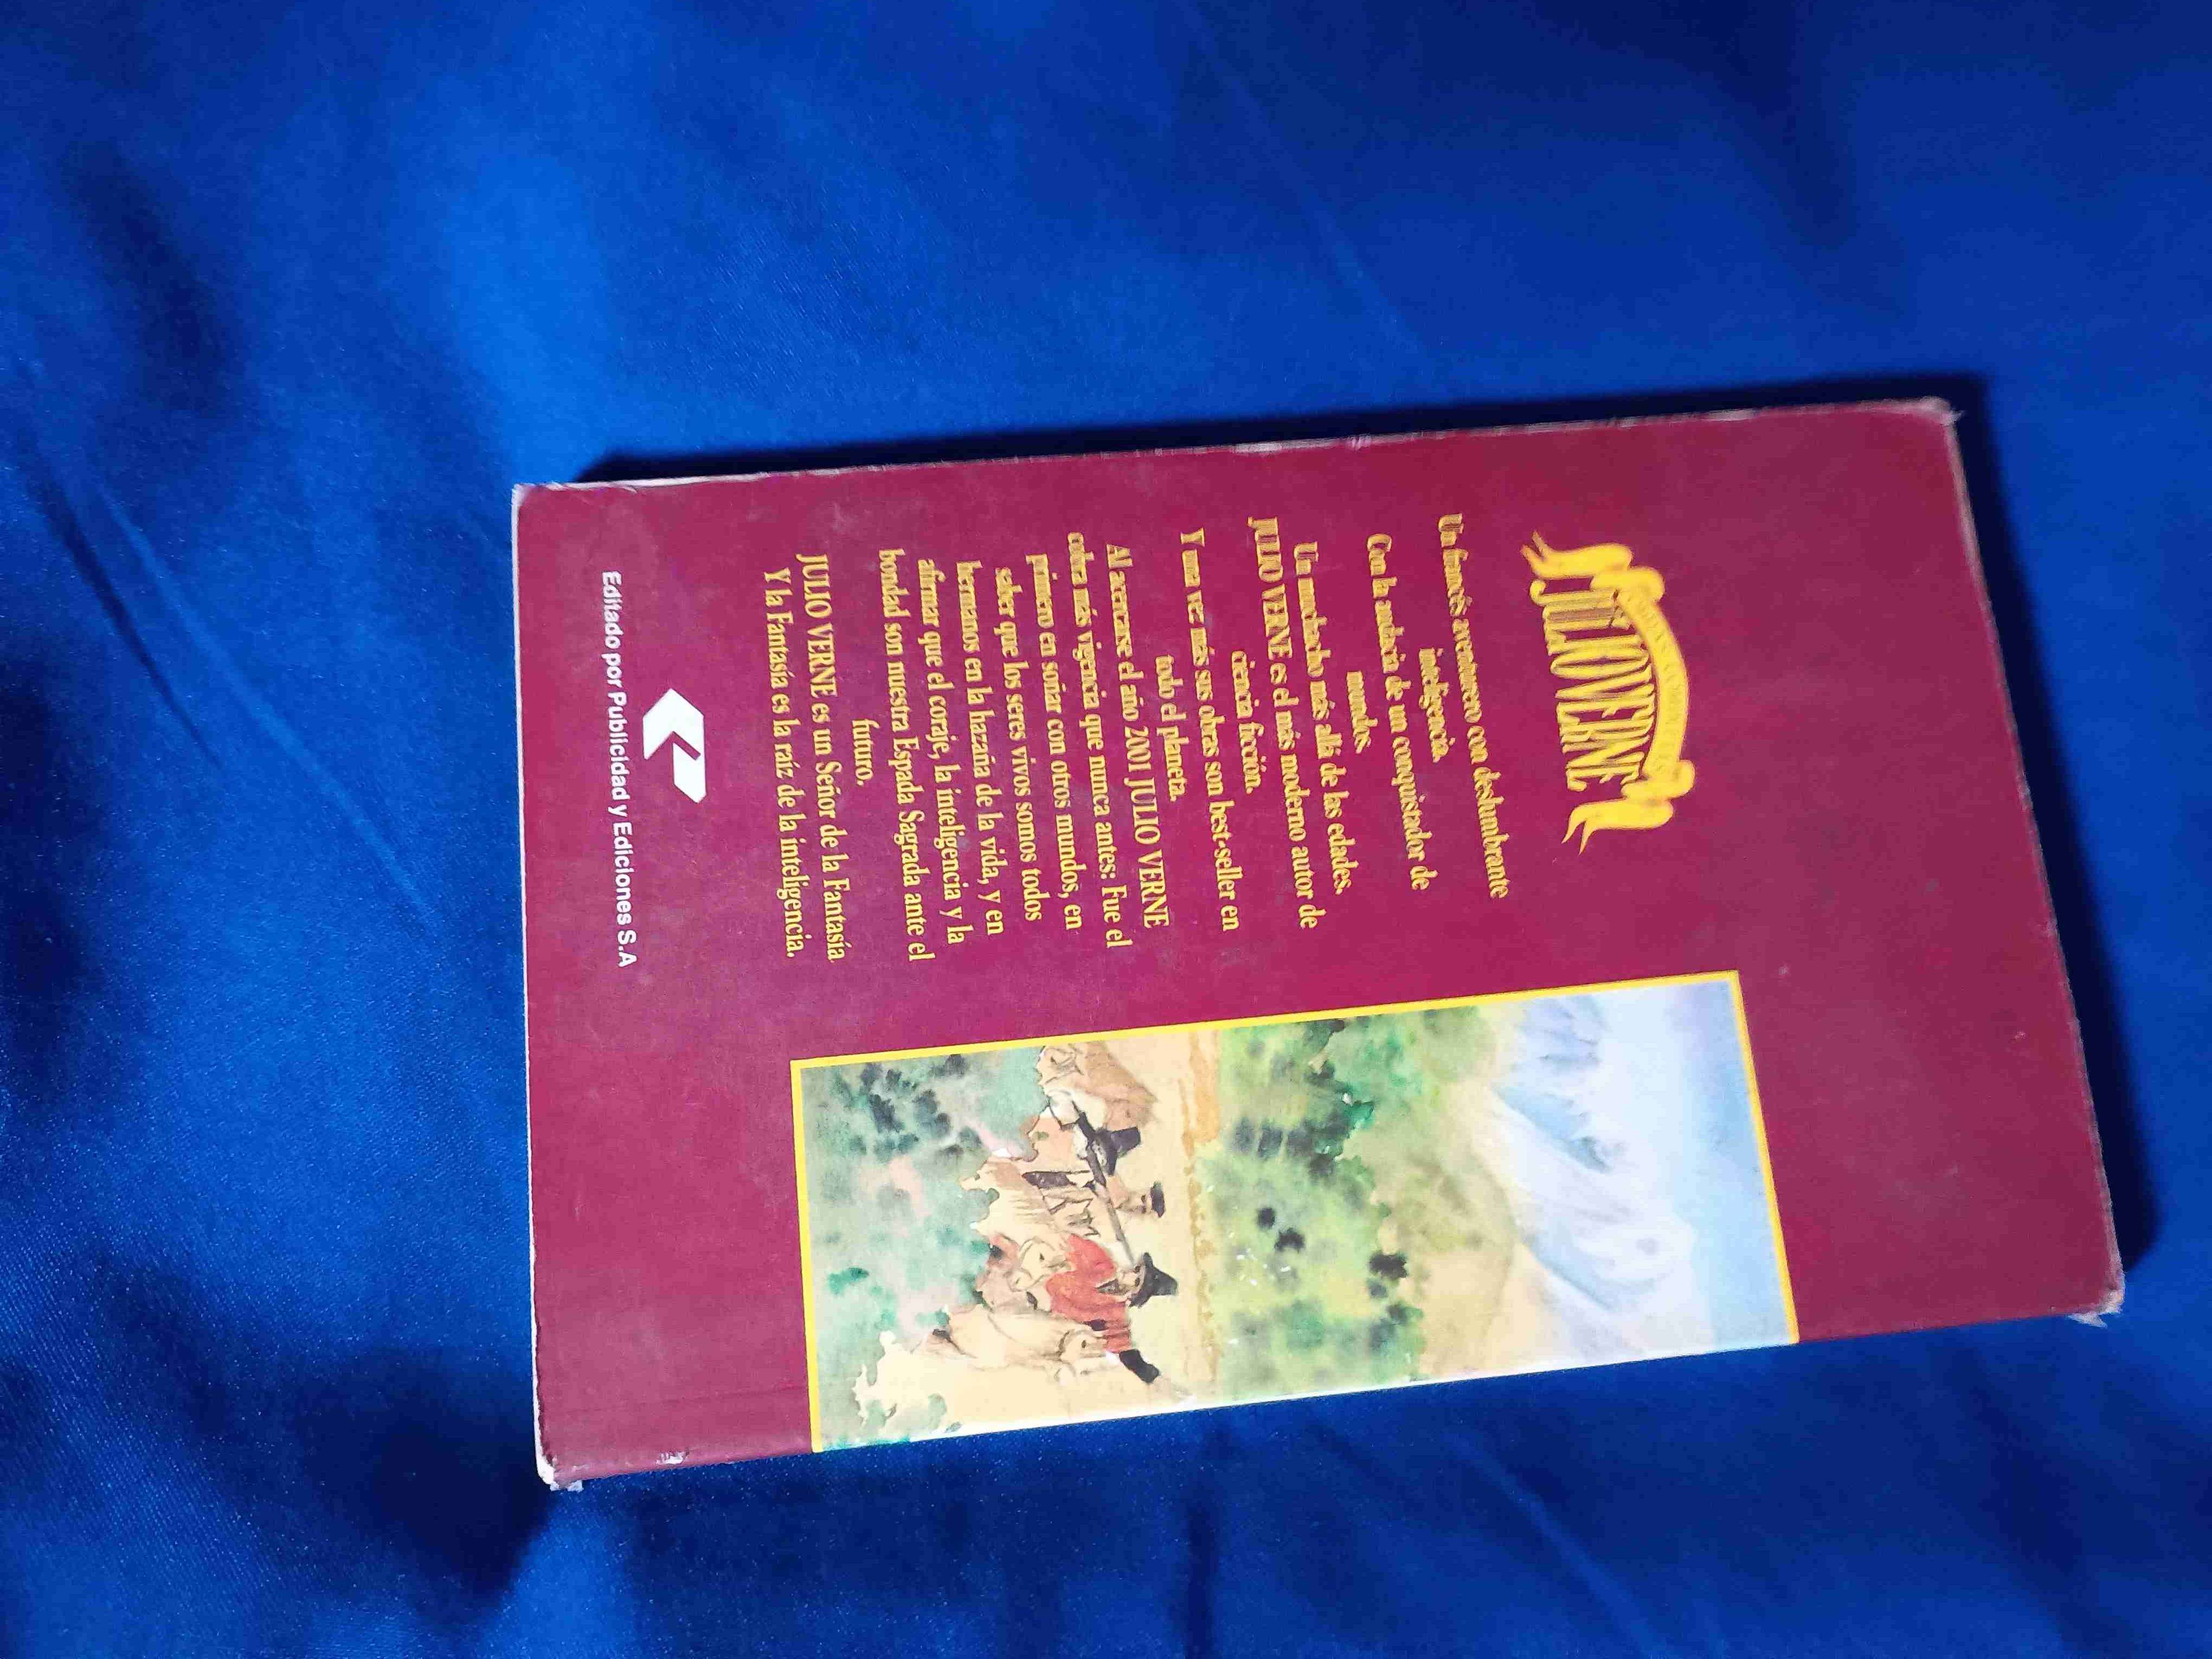 OBRAS COMPLETAS
JULIO VERNE
Un francés aventurero con deslumbrante
inteligencia.
Con la audacia de un conquistador de
mundos.
Un muchacho más allá de las edades.
JULIO VERNE es el más moderno autor de
ciencia ficción.
Y una vez más sus obras son best-seller en
todo el planeta.
Al acercarse el año 2001 JULIO VERNE
cobra más vigencia que nunca antes: Fue el
primero en soñar con otros mundos, en
saber que los seres vivos somos todos
hermanos en la hazaña de la vida, y en
afirmar que el coraje, la inteligencia y la
bondad son nuestra Espada Sagrada ante el
futuro.
JULIO VERNE es un Señor de la Fantasía
Y la Fantasía es la raíz de la inteligencia.
Editado por Publicidad y Ediciones S.A